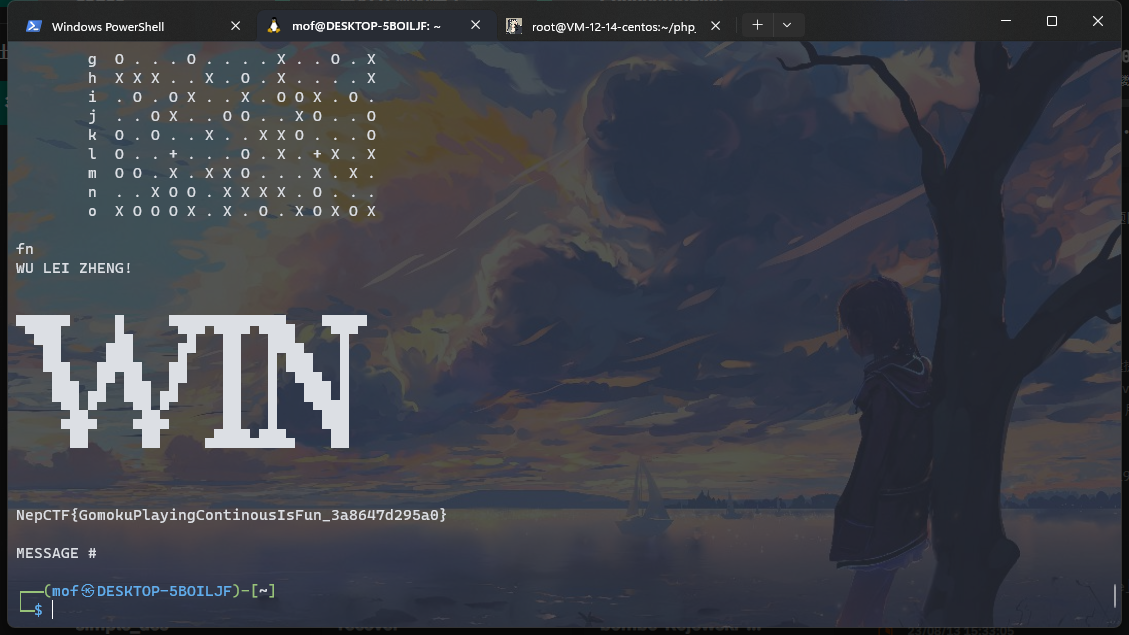 Windows PowerShell
mof@DESKTOP-5BOILJF: ~
root@VM-12-14-centos:~/php_
g O . . . O . . . . X . . O . X
h X X X . . X . O . X . . . . X
i . O . O X . . X . O O X . O .
j . . O X . . O O . . X O . . O
k O . O . . X . . X X O . . . O
l O . . + . . . O . X . + X . X
m O O . X . X X O . . . X . X .
n . . X O O . X X X X . O . . .
o X O O O X . X . O . X O X O X
fn
WU LEI ZHENG!
WIN
NepCTF{GomokuPlayingContinousIsFun_3a8647d295a0}
MESSAGE #
(mof㉿DESKTOP-5BOILJF)-[~]
$